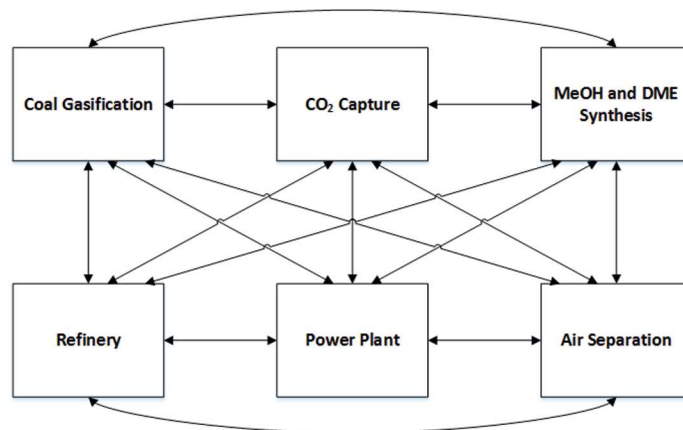 Coal Gasification
CO₂ Capture
MeOH and DME
Synthesis
Refinery
Power Plant
Air Separation